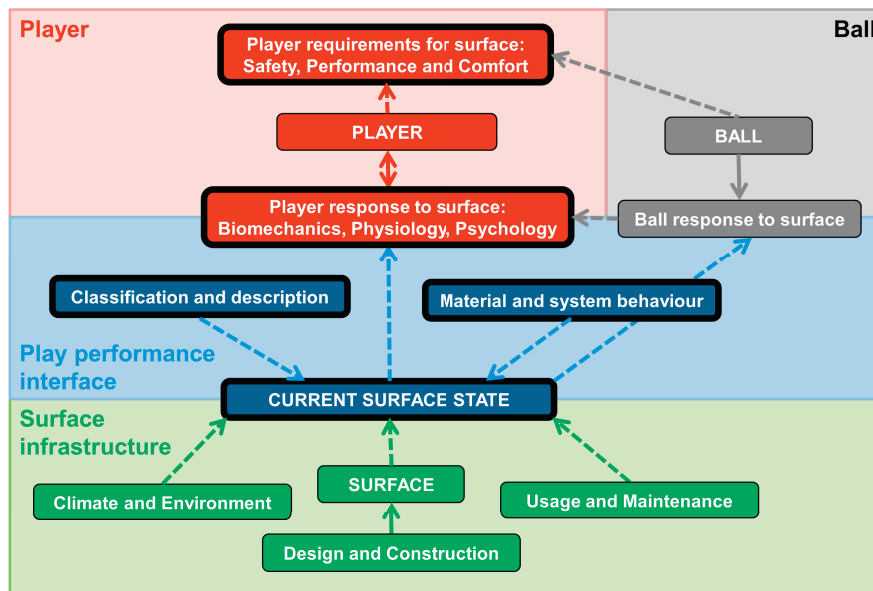 Player
Ball
Player requirements for surface:
Safety, Performance and Comfort
PLAYER
BALL
Player response to surface:
Biomechanics, Physiology, Psychology
Ball response to surface
Classification and description
Material and system behaviour
Play performance
interface
CURRENT SURFACE STATE
Surface
infrastructure
SURFACE
Climate and Environment
Usage and Maintenance
Design and Construction